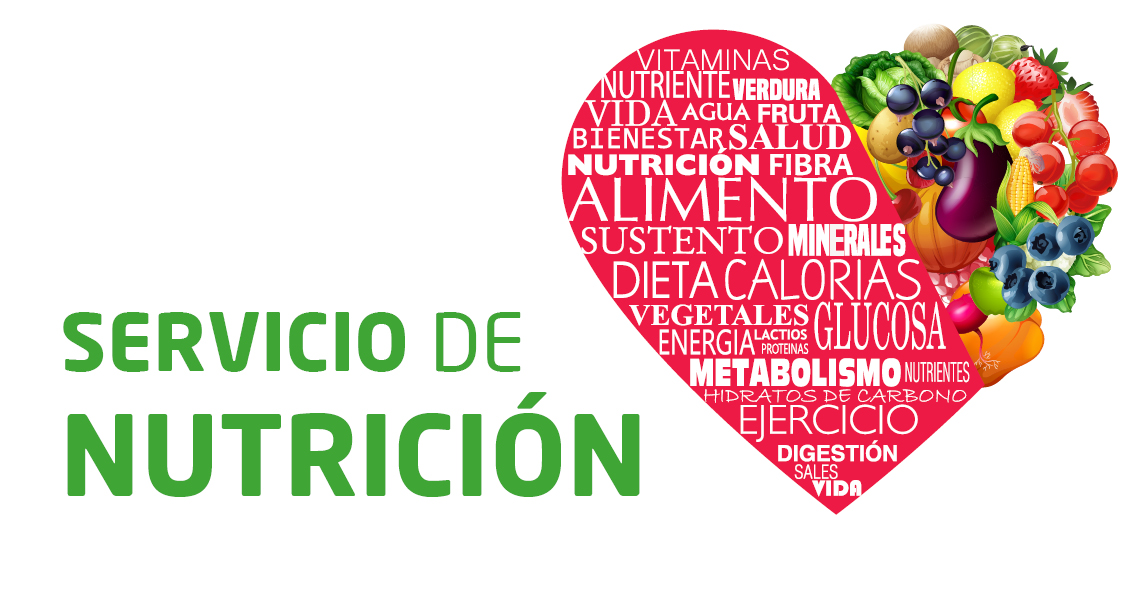 VITAMINAS
NUTRIENTE VERDURA
VIDA AGUA FRUTA
BIENESTAR SALUD
NUTRICIÓN FIBRA
ALIMENTO
SUSTENTO MINERALES
DIETA CALORIAS
VEGETALES GLUCOSA
ENERGÍA LACTIOS
PROTEINAS
METABOLISMO NUTRIENTES
HIDRATOS DE CARBONO
EJERCICIO
DIGESTIÓN
SALES
VIDA
SERVICIO DE
NUTRICIÓN